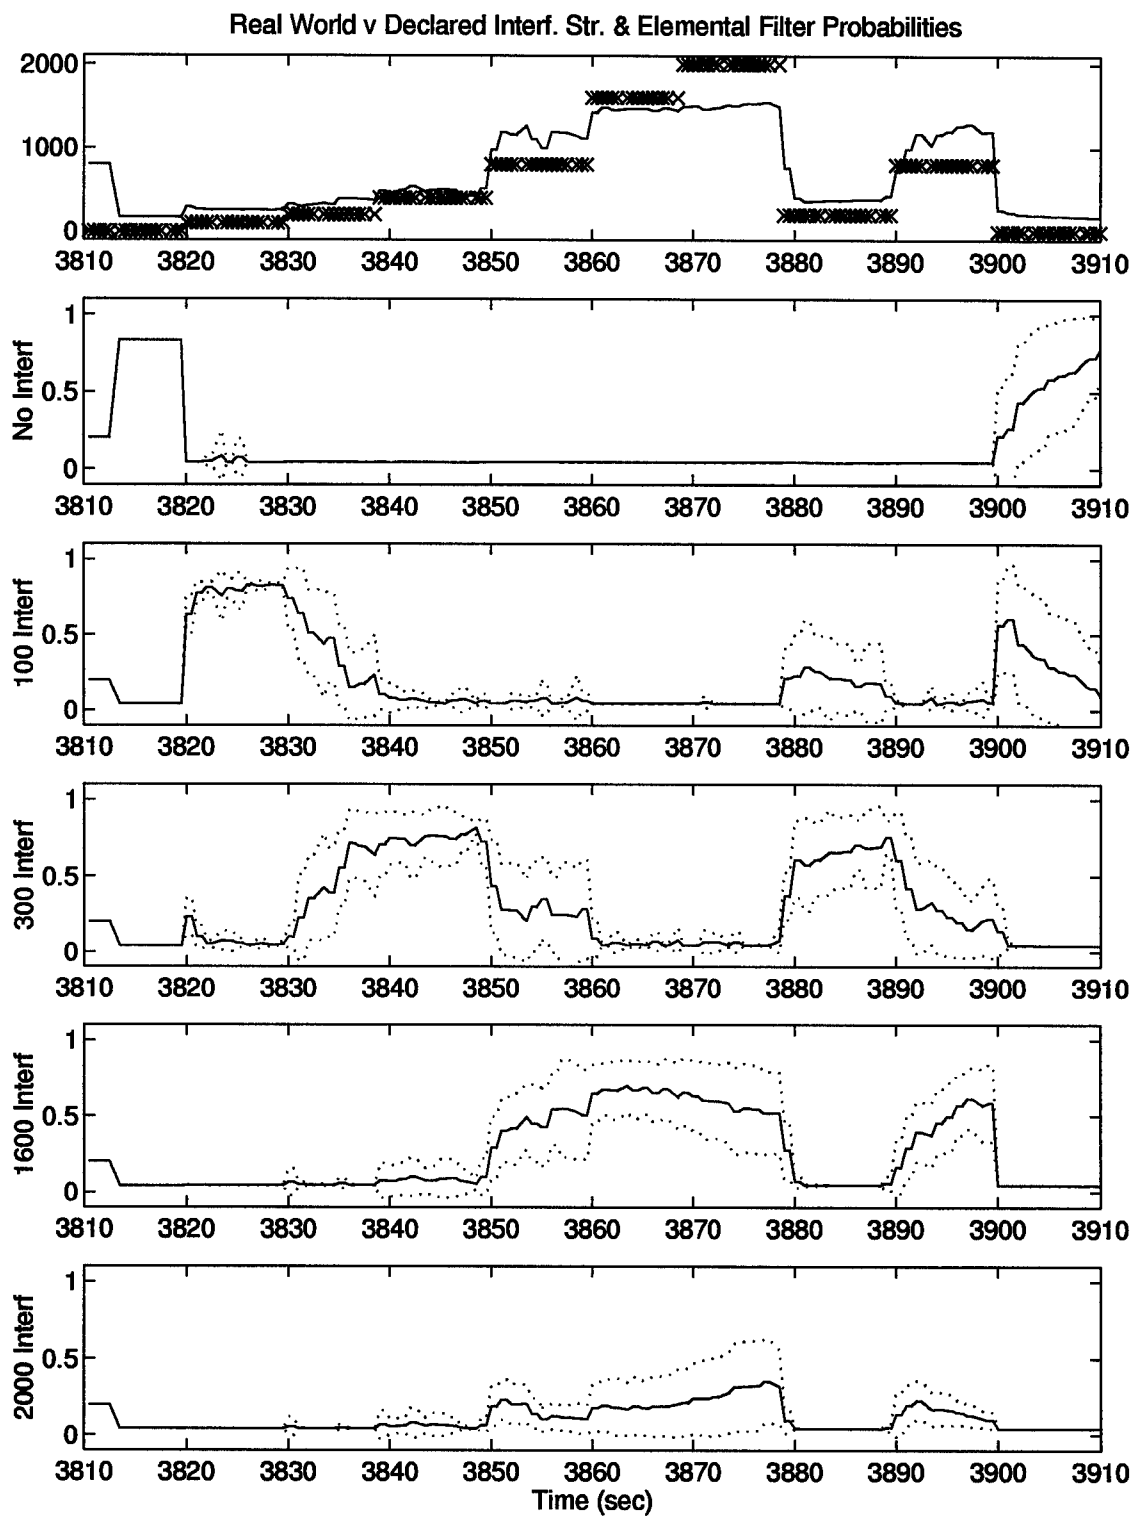 Real World v Declared Interf. Str. & Elemental Filter Probabilities
2000
1000
0
3810 3820 3830 3840 3850 3860 3870 3880 3890 3900 3910
No Interf
1
0.5
0
3810 3820 3830 3840 3850 3860 3870 3880 3890 3900 3910
100 Interf
1
0.5
0
3810 3820 3830 3840 3850 3860 3870 3880 3890 3900 3910
300 Interf
1
0.5
0
3810 3820 3830 3840 3850 3860 3870 3880 3890 3900 3910
1600 Interf
1
0.5
0
3810 3820 3830 3840 3850 3860 3870 3880 3890 3900 3910
2000 Interf
1
0.5
0
3810 3820 3830 3840 3850 3860 3870 3880 3890 3900 3910
Time (sec)